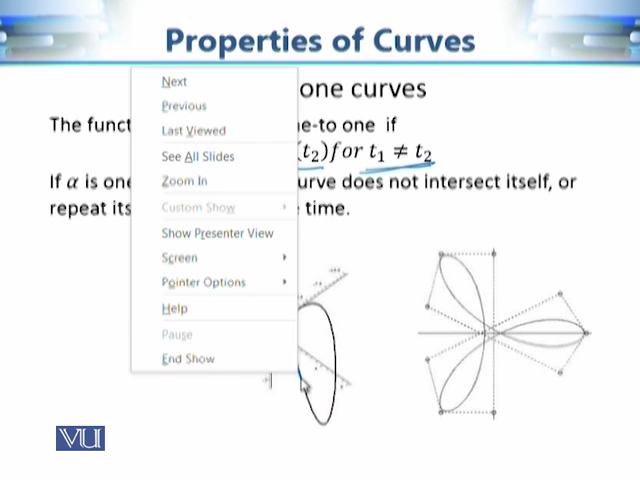 Properties of Curves
one curves
The funct
e-to one if
(t₂) for t₁ ≠ t₂
If α is one
urve does not intersect itself, or
repeat its
time.
Next
Previous
Last Viewed
See All Slides
Zoom In
Custom Show
Show Presenter View
Screen
Pointer Options
Help
Pause
End Show
VU